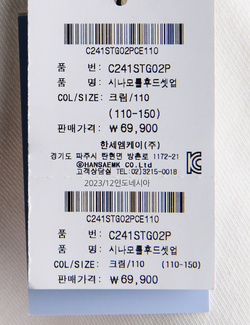 C241STG02PCE110
품 번: C241STG02P
품 명: 시나모롤후드셋업
COL/SIZE: 크림/110
(110-150)
판매가격: ₩69,900
한세엠케이(주)
경기도 파주시 탄현면 방촌로 1172-21
@HANSAEMK CO.Ltd
고객상담실 TEL:02)3215-0018
2023/12인도네시아
C241STG02PCE110
품 번: C241STG02P
품 명: 시나모롤후드셋업
COL/SIZE: 크림/110 (110-150)
판매가격: ₩69,900